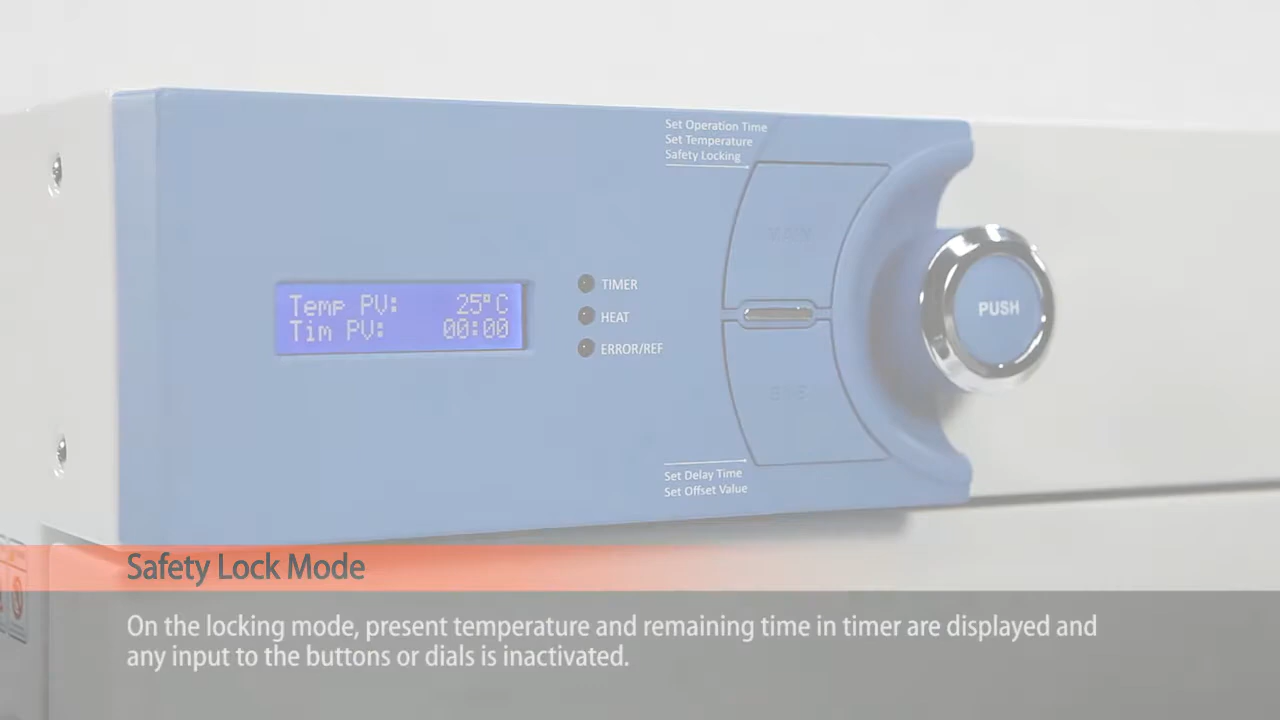 Set Operation Time
Set Temperature
Safety Locking
MAIN
PUSH
TIMER
Temp PV: 25°C
HEAT
Tim PV: 00:00
ERROR/REF
Set Delay Time
Set Offset Value
Safety Lock Mode
On the locking mode, present temperature and remaining time in timer are displayed and
any input to the buttons or dials is inactivated.